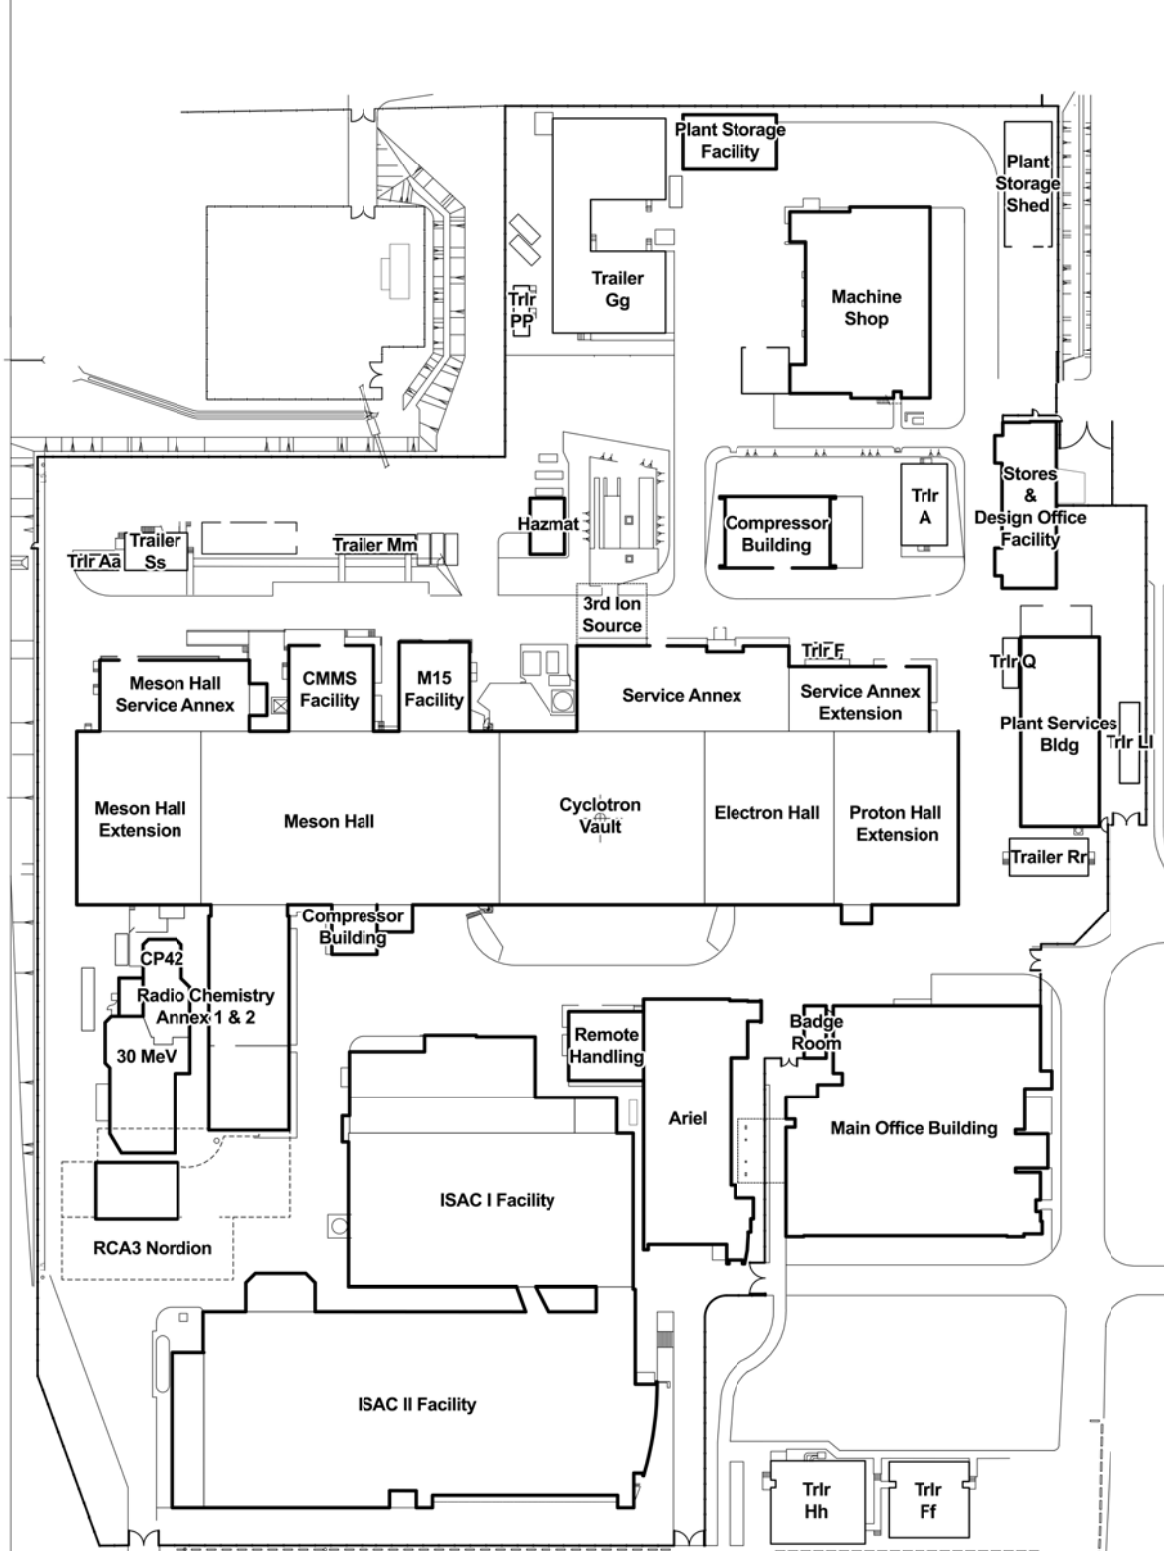 Plant Storage
Facility
Plant
Storage
Shed
Trailer
Gg
Trlr
PP
Machine
Shop
Stores
&
Design Office
Facility
Trlr
A
Hazmat
Compressor
Building
Trailer
Ss
Trlr Aa
Trailer Mm
3rd Ion
Source
Trlr F
Trlr Q
Meson Hall
Service Annex
CMMS
Facility
M15
Facility
Service Annex
Service Annex
Extension
Plant Services
Bldg
Trlr Ll
Meson Hall
Extension
Meson Hall
Cyclotron
Vault
Electron Hall
Proton Hall
Extension
Trailer Rr
Compressor
Building
CP42
Radio Chemistry
Annex 1 & 2
30 MeV
Remote
Handling
Badge
Room
Ariel
Main Office Building
ISAC I Facility
RCA3 Nordion
ISAC II Facility
Trlr
Hh
Trlr
Ff